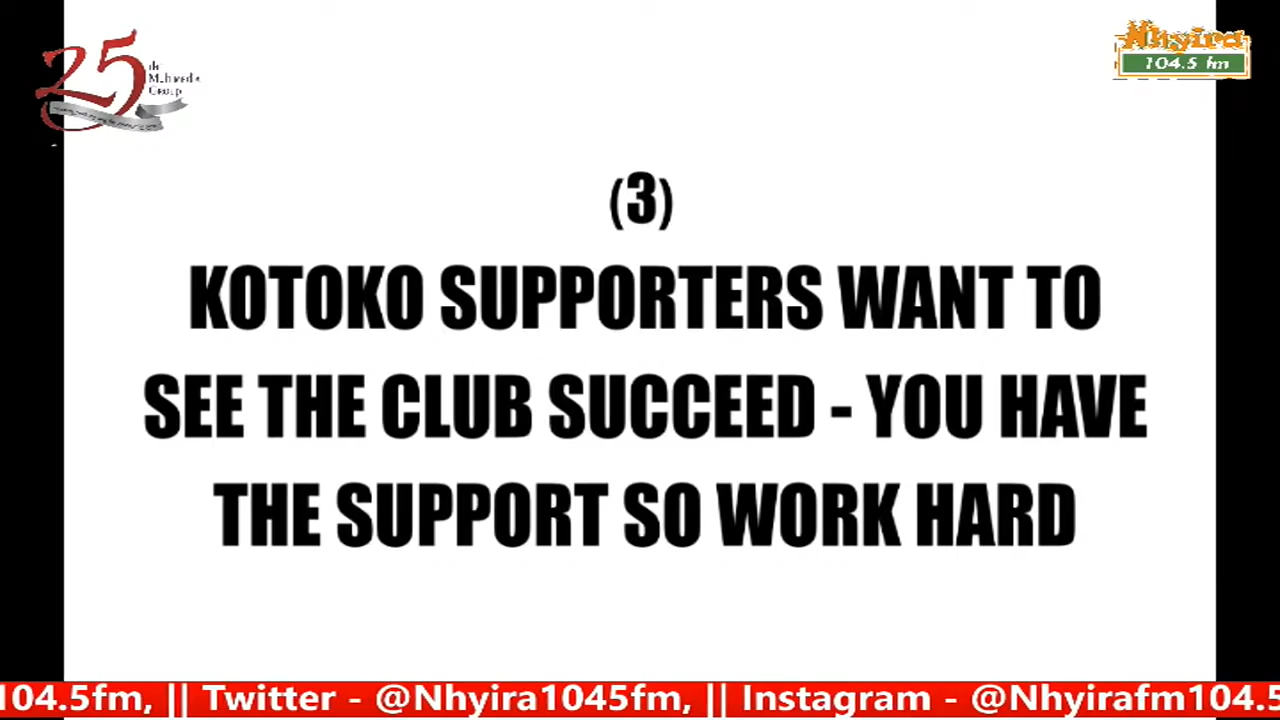 25
Nhyira
104.5 fm
(3)
KOTOKO SUPPORTERS WANT TO
SEE THE CLUB SUCCEED - YOU HAVE
THE SUPPORT SO WORK HARD
104.5fm, || Twitter - @Nhyira1045fm, || Instagram - @Nhyirafm104.5